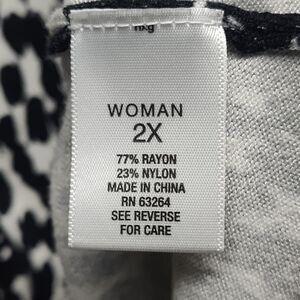 WOMAN
2X
77% RAYON
23% NYLON
MADE IN CHINA
RN 63264
SEE REVERSE
FOR CARE